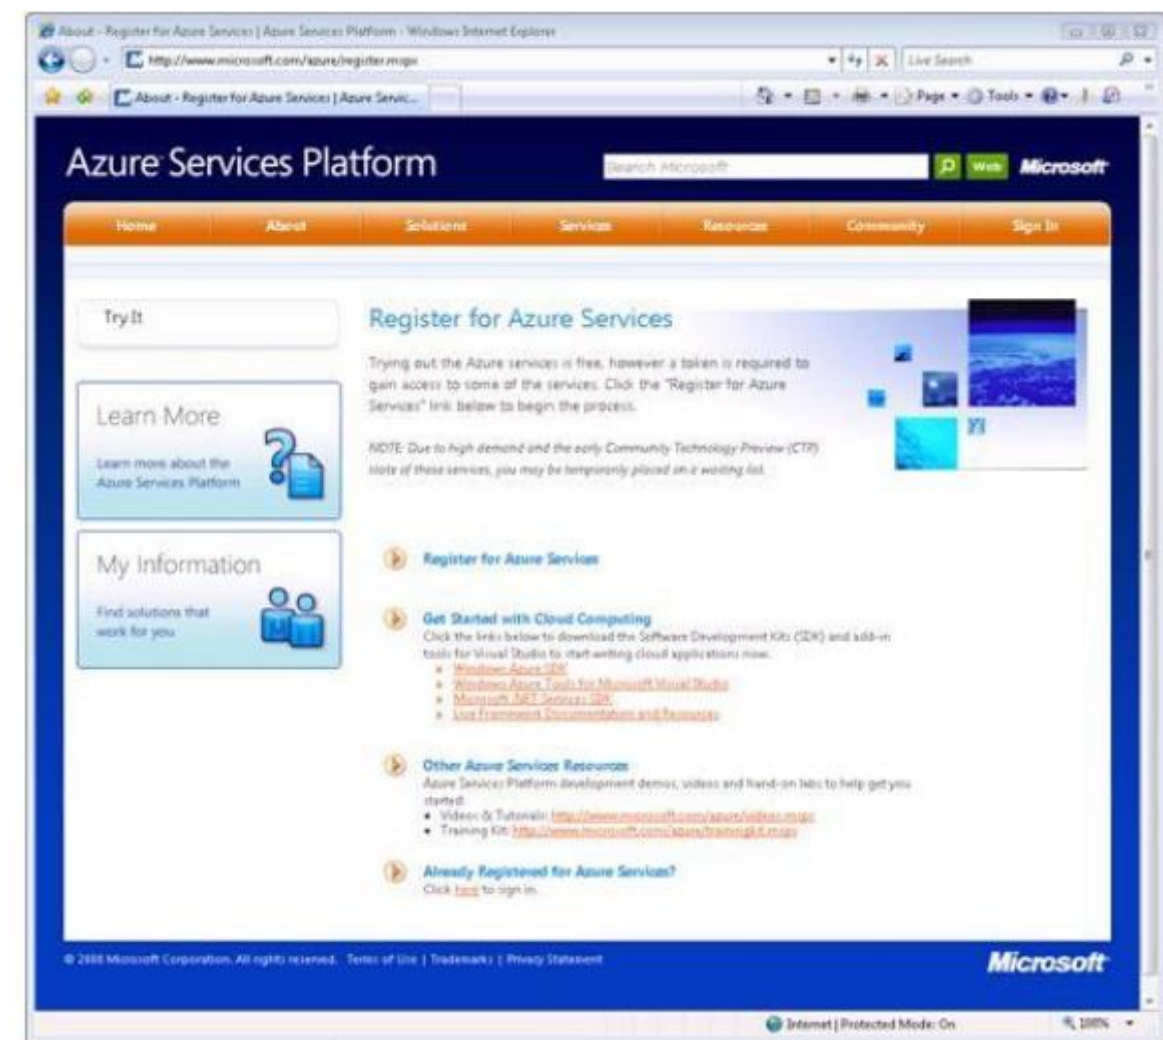 About - Register for Azure Services | Azure Services Platform - Windows Internet Explorer
http://www.microsoft.com/azure/register.mspx
Live Search
About - Register for Azure Services | Azure Servic...
Page
Tools
Azure Services Platform
Search Microsoft
Web
Microsoft
Home
About
Solutions
Services
Resources
Community
Sign In
Try It
Learn More
Learn more about the
Azure Services Platform
My Information
Find solutions that
work for you
Register for Azure Services
Trying out the Azure services is free, however a token is required to
gain access to some of the services. Click the "Register for Azure
Services" link below to begin the process.
NOTE: Due to high demand and the early Community Technology Preview (CTP)
state of these services, you may be temporarily placed on a waiting list.
Register for Azure Services
Get Started with Cloud Computing
Click the links below to download the Software Development Kits (SDK) and add-in
tools for Visual Studio to start writing cloud applications now.
Windows Azure SDK
Windows Azure Tools for Microsoft Visual Studio
Microsoft .NET Services SDK
Live Framework Documentation and Resources
Other Azure Services Resources
Azure Services Platform development demos, videos and hand-on labs to help get you
started:
• Videos & Tutorials: http://www.microsoft.com/azure/videos.mspx
• Training Kit: http://www.microsoft.com/azure/trainingkit.mspx
Already Registered for Azure Services?
Click here to sign in.
© 2008 Microsoft Corporation. All rights reserved. Terms of Use | Trademarks | Privacy Statement
Microsoft
Internet | Protected Mode: On
100%